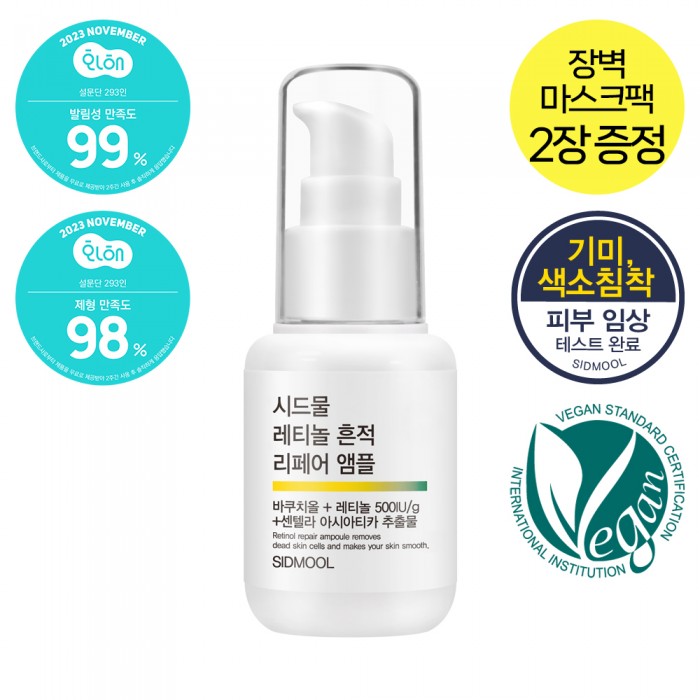 2023 NOVEMBER
설문단 293인
발림성 만족도
99%
2023 NOVEMBER
설문단 293인
제형 만족도
98%
장벽
마스크팩
2장 증정
기미,
색소침착
피부 임상
테스트 완료
SIDMOOL
VEGAN STANDARD CERTIFICATION
INTERNATIONAL INSTITUTION
Vegan
시드물
레티놀 흔적
리페어 앰플
바쿠치올 + 레티놀 500IU/g
+센텔라 아시아티카 추출물
Retinol repair ampoule removes
dead skin cells and makes your skin smooth.
SIDMOOL